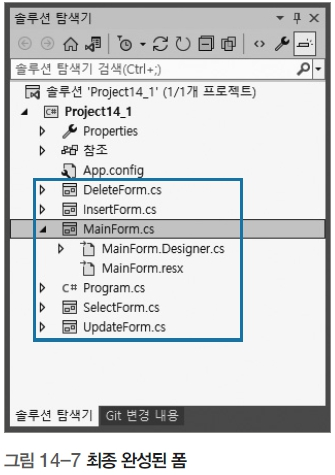 솔루션 탐색기
솔루션 탐색기 검색(Ctrl+;)
솔루션 'Project14_1' (1/1개 프로젝트)
C# Project14_1
Properties
참조
App.config
DeleteForm.cs
InsertForm.cs
MainForm.cs
MainForm.Designer.cs
MainForm.resx
C# Program.cs
SelectForm.cs
UpdateForm.cs
솔루션 탐색기 Git 변경 내용
그림 14-7 최종 완성된 폼